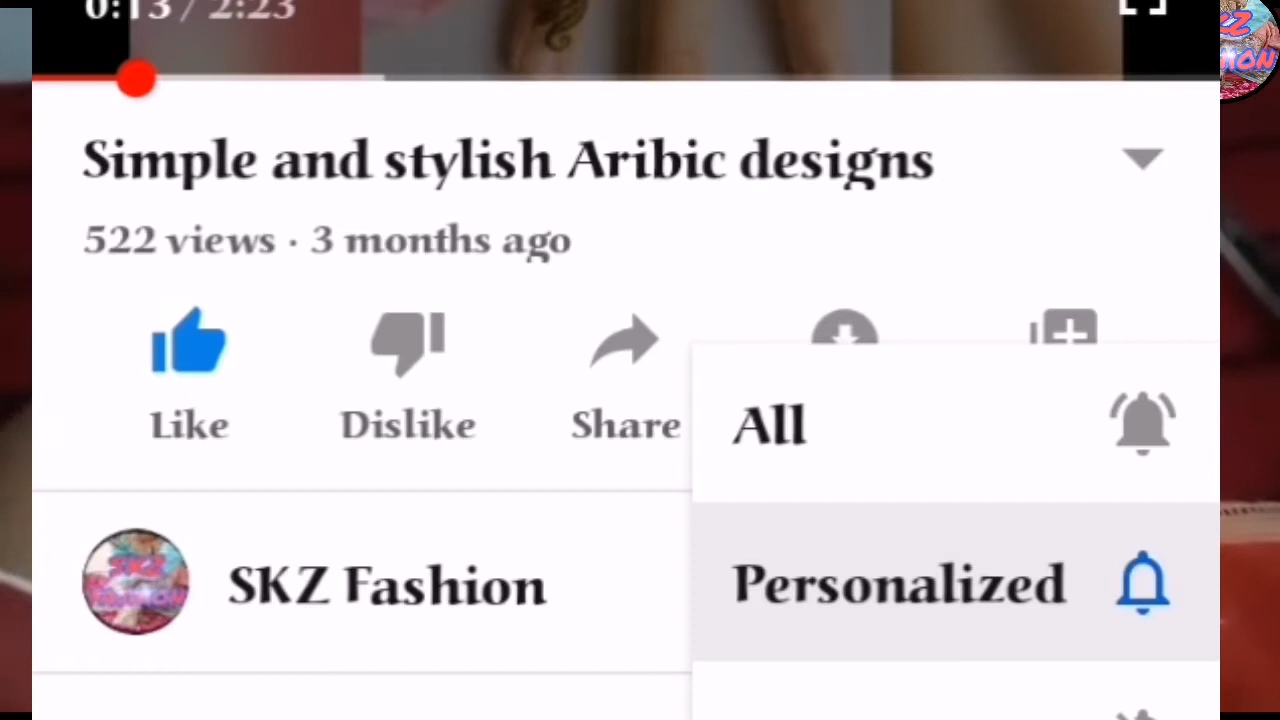 0:13 / 2:23
Simple and stylish Aribic designs
522 views · 3 months ago
Like
Dislike
Share
All
SKZ Fashion
Personalized